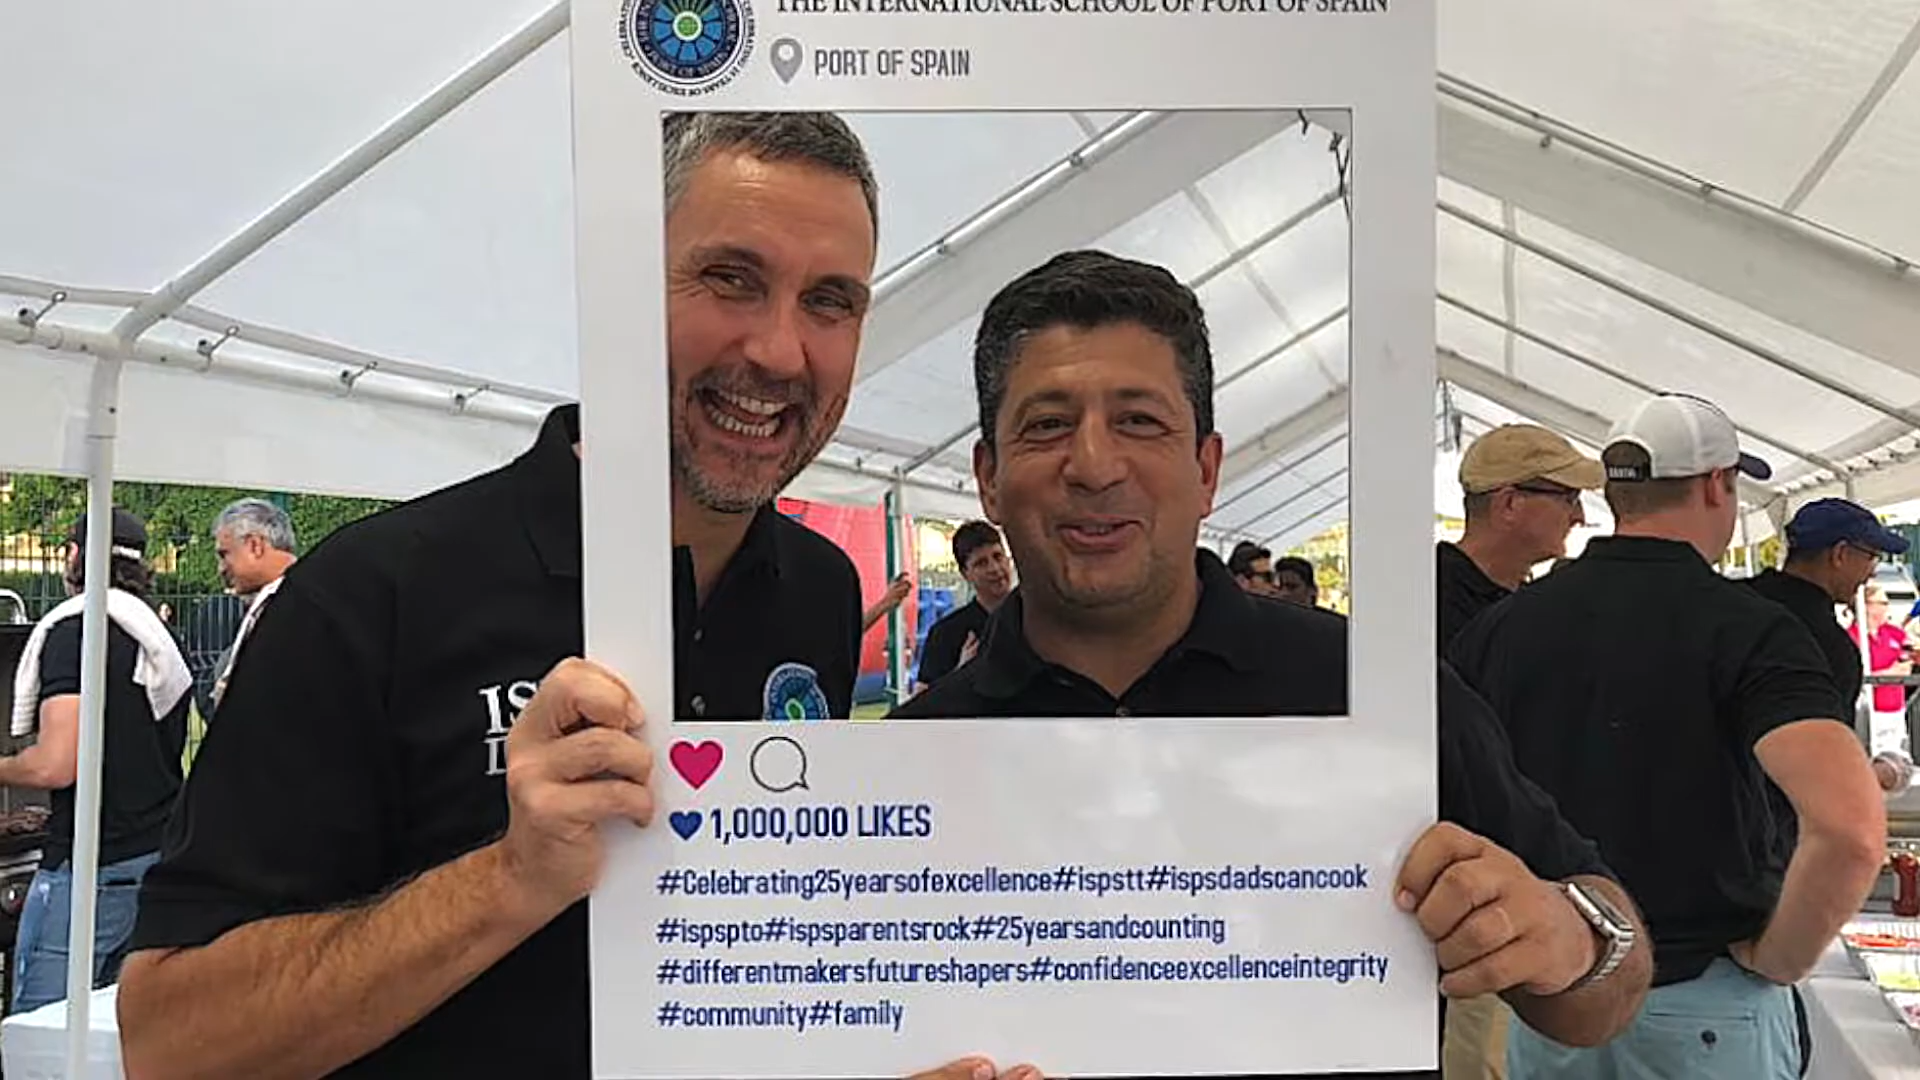 THE INTERNATIONAL SCHOOL OF PORT OF SPAIN
PORT OF SPAIN
1,000,000 LIKES
#Celebrating25yearsofexcellence#ispstt#ispsdadscancook
#ispspto#ispsparentsrock#25yearsandcounting
#differentmakersfutureshapers#confidenceexcellenceintegrity
#community#family